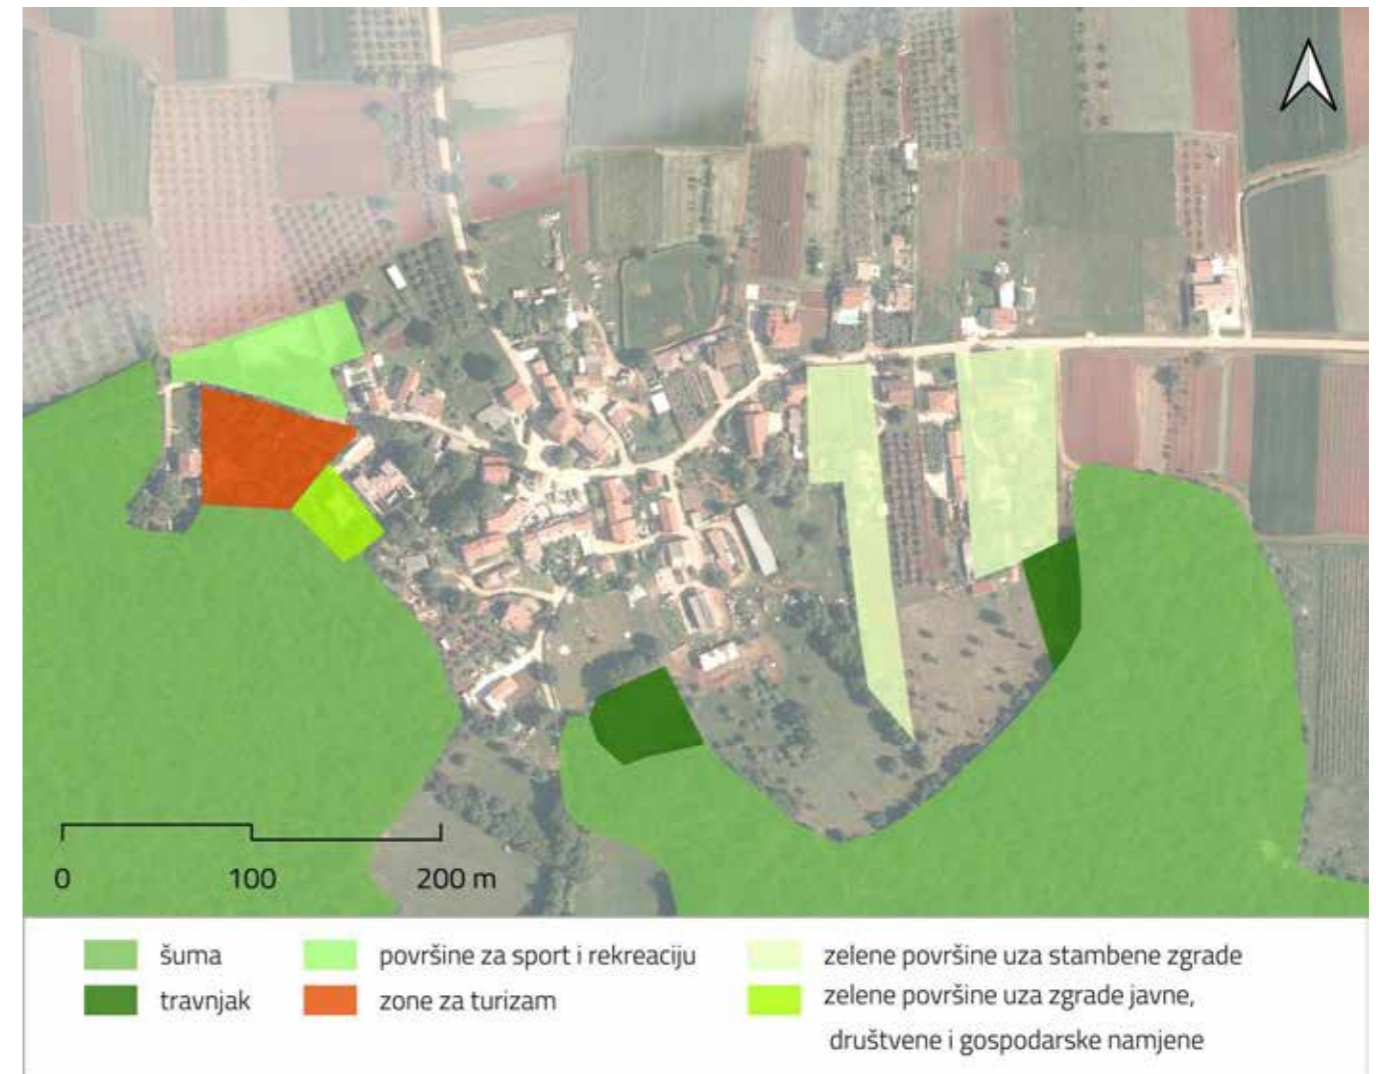 0 100 200 m
šuma
travnjak
površine za sport i rekreaciju
zone za turizam
zelene površine uza stambene zgrade
zelene površine uza zgrade javne,
društvene i gospodarske namjene